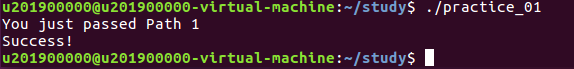 u201900000@u201900000-virtual-machine:~/study$ ./practice_01
You just passed Path 1
Success!
u201900000@u201900000-virtual-machine:~/study$